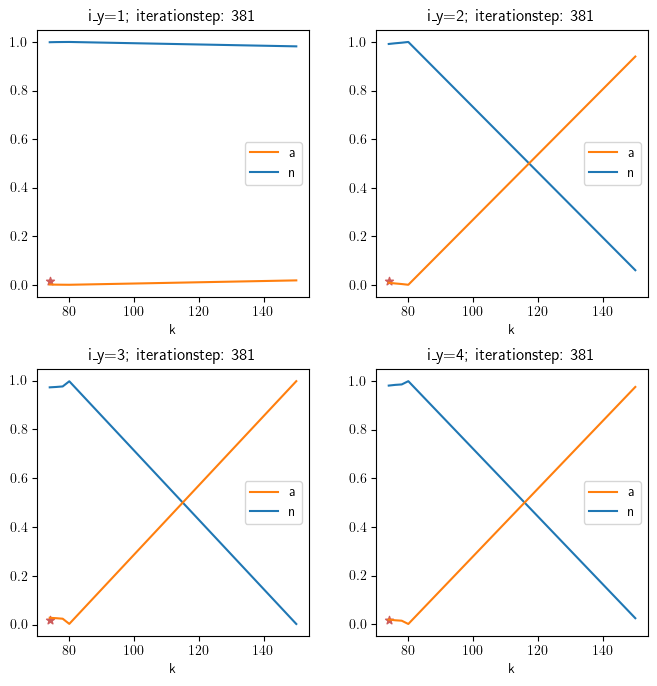 i_y=1; iterationstep: 381
1.0
0.8
0.6
0.4
0.2
0.0
a
n
80 100 120 140
k
i_y=2; iterationstep: 381
1.0
0.8
0.6
0.4
0.2
0.0
a
n
80 100 120 140
k
i_y=3; iterationstep: 381
1.0
0.8
0.6
0.4
0.2
0.0
a
n
80 100 120 140
k
i_y=4; iterationstep: 381
1.0
0.8
0.6
0.4
0.2
0.0
a
n
80 100 120 140
k